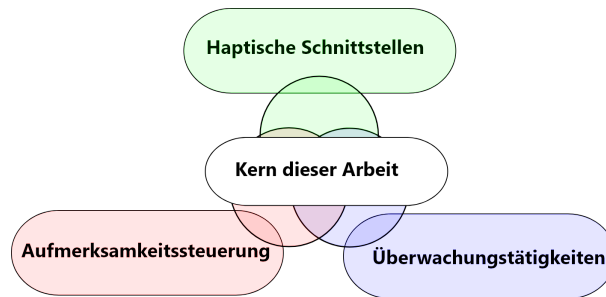 Haptische Schnittstellen
Kern dieser Arbeit
Aufmerksamkeitssteuerung
Überwachungstätigkeiten